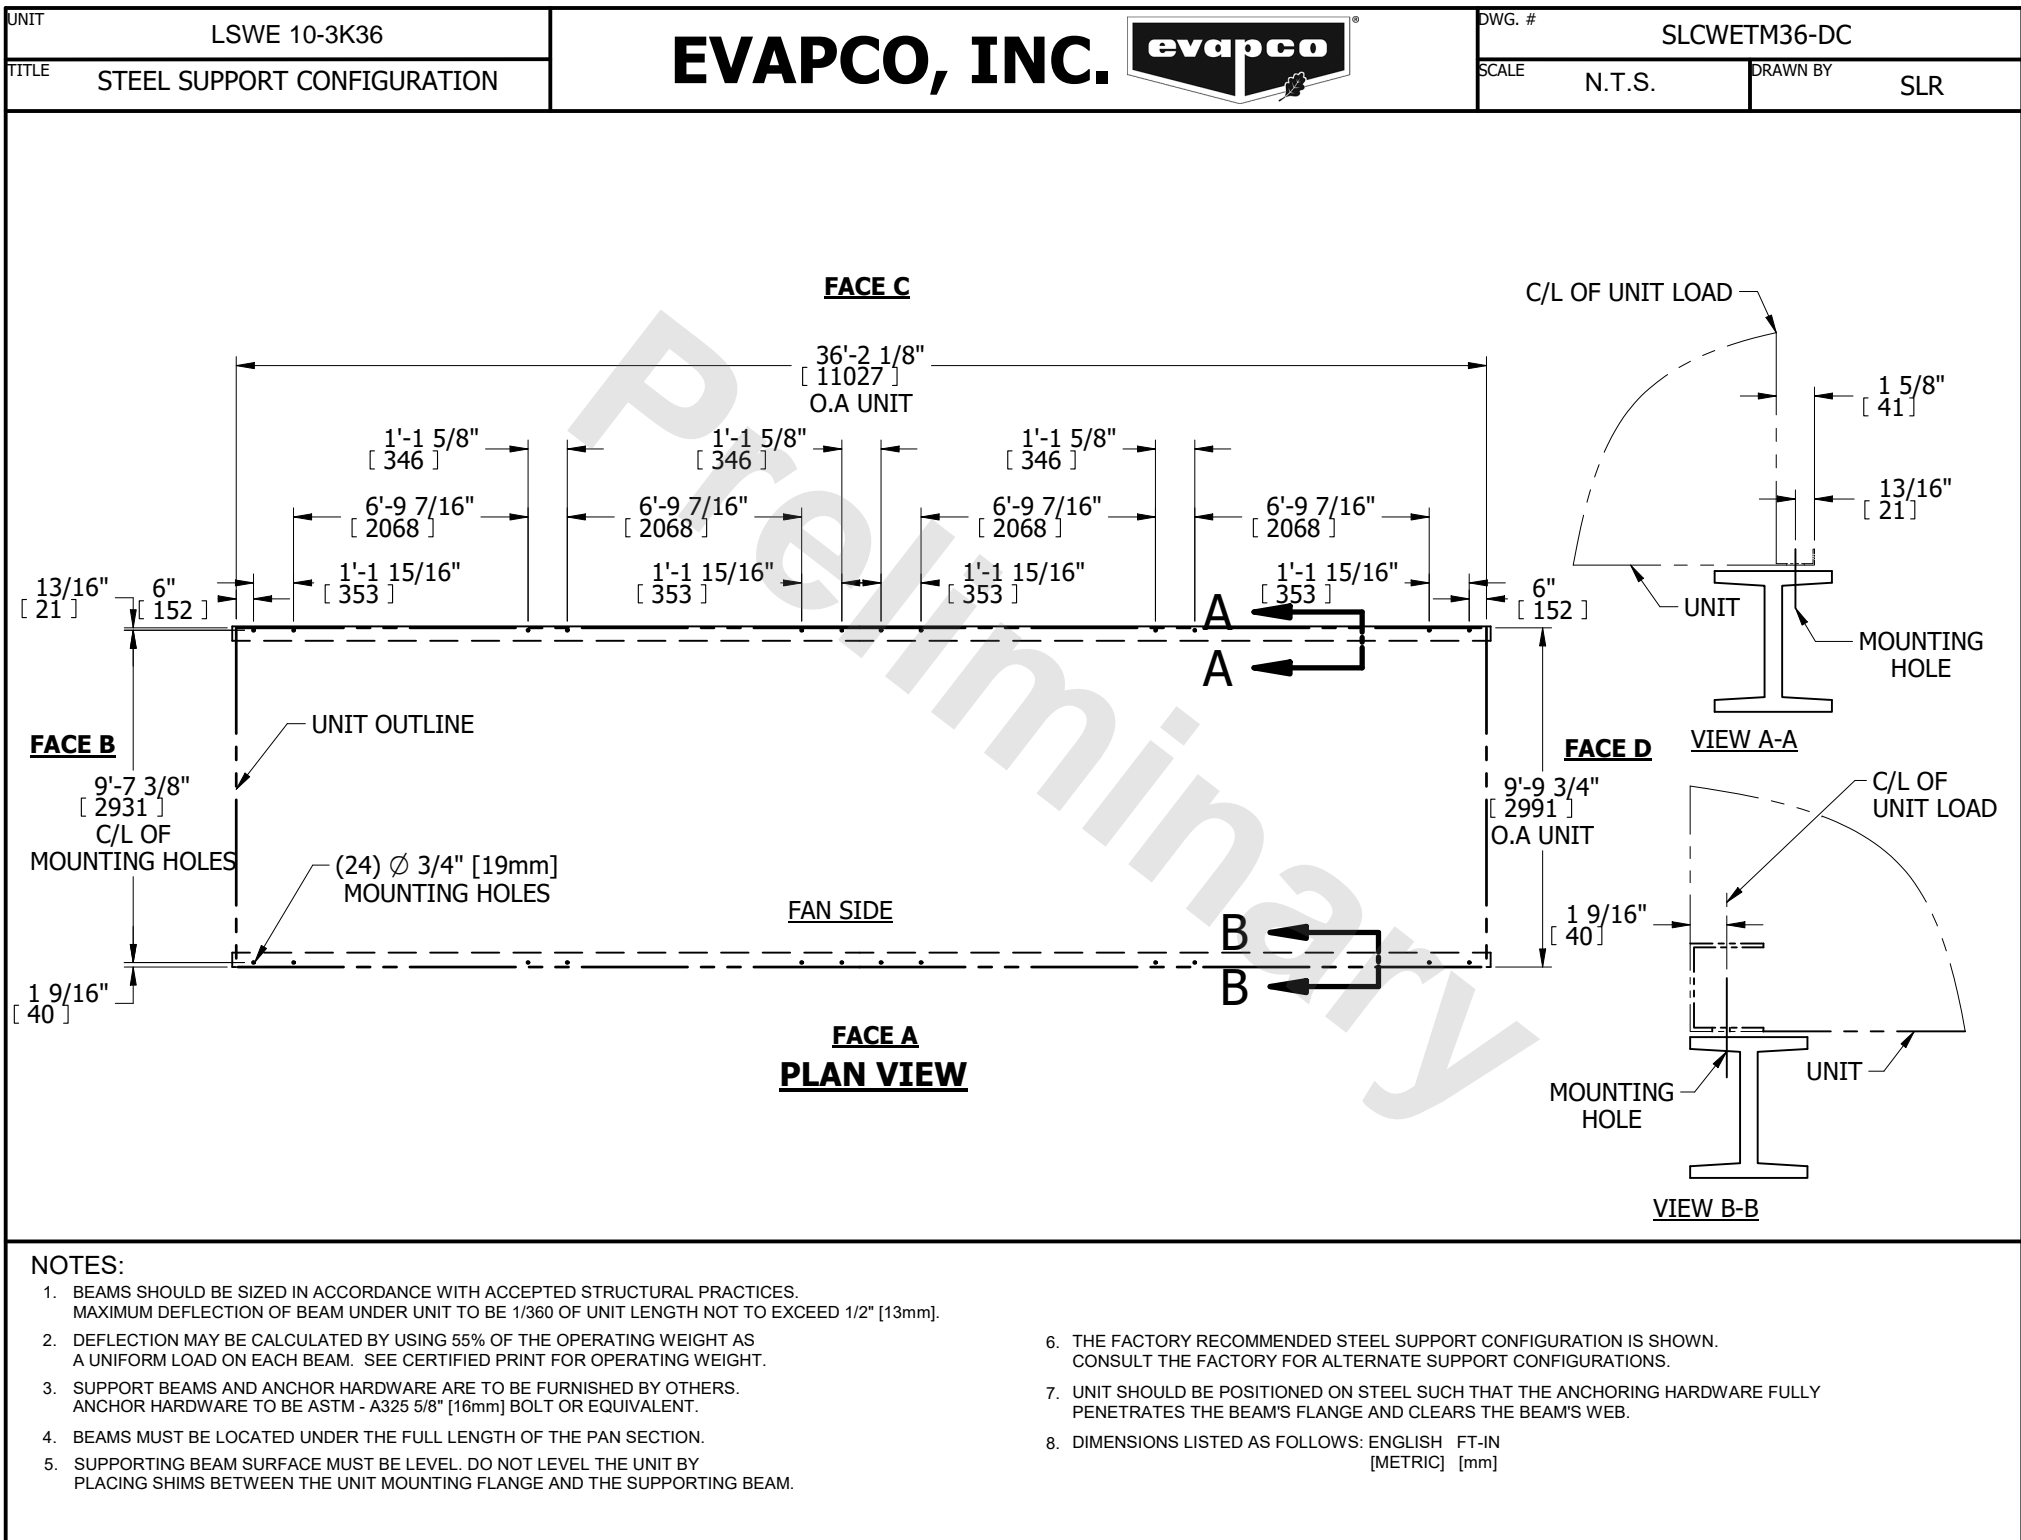 UNIT
LSWE 10-3K36
TITLE
STEEL SUPPORT CONFIGURATION
EVAPCO, INC.
evapco
®
DWG. #
SLCWETM36-DC
SCALE
N.T.S.
DRAWN BY
SLR
Preliminary
FACE C
36'-2 1/8"
[ 11027 ]
O.A UNIT
1'-1 5/8"
[ 346 ]
1'-1 5/8"
[ 346 ]
1'-1 5/8"
[ 346 ]
6'-9 7/16"
[ 2068 ]
6'-9 7/16"
[ 2068 ]
6'-9 7/16"
[ 2068 ]
6'-9 7/16"
[ 2068 ]
13/16"
[ 21 ]
6"
[ 152 ]
1'-1 15/16"
[ 353 ]
1'-1 15/16"
[ 353 ]
1'-1 15/16"
[ 353 ]
1'-1 15/16"
[ 353 ]
6"
[ 152 ]
A
A
UNIT OUTLINE
FACE B
9'-7 3/8"
[ 2931 ]
C/L OF
MOUNTING HOLES
(24) Ø 3/4" [19mm]
MOUNTING HOLES
FAN SIDE
FACE D
9'-9 3/4"
[ 2991 ]
O.A UNIT
B
B
1 9/16"
[ 40 ]
FACE A
PLAN VIEW
C/L OF UNIT LOAD
1 5/8"
[ 41]
13/16"
[ 21]
UNIT
MOUNTING
HOLE
VIEW A-A
C/L OF
UNIT LOAD
1 9/16"
[ 40]
MOUNTING
HOLE
UNIT
VIEW B-B
NOTES:
1. BEAMS SHOULD BE SIZED IN ACCORDANCE WITH ACCEPTED STRUCTURAL PRACTICES.
MAXIMUM DEFLECTION OF BEAM UNDER UNIT TO BE 1/360 OF UNIT LENGTH NOT TO EXCEED 1/2" [13mm].
2. DEFLECTION MAY BE CALCULATED BY USING 55% OF THE OPERATING WEIGHT AS
A UNIFORM LOAD ON EACH BEAM. SEE CERTIFIED PRINT FOR OPERATING WEIGHT.
3. SUPPORT BEAMS AND ANCHOR HARDWARE ARE TO BE FURNISHED BY OTHERS.
ANCHOR HARDWARE TO BE ASTM - A325 5/8" [16mm] BOLT OR EQUIVALENT.
4. BEAMS MUST BE LOCATED UNDER THE FULL LENGTH OF THE PAN SECTION.
5. SUPPORTING BEAM SURFACE MUST BE LEVEL. DO NOT LEVEL THE UNIT BY
PLACING SHIMS BETWEEN THE UNIT MOUNTING FLANGE AND THE SUPPORTING BEAM.
6. THE FACTORY RECOMMENDED STEEL SUPPORT CONFIGURATION IS SHOWN.
CONSULT THE FACTORY FOR ALTERNATE SUPPORT CONFIGURATIONS.
7. UNIT SHOULD BE POSITIONED ON STEEL SUCH THAT THE ANCHORING HARDWARE FULLY
PENETRATES THE BEAM'S FLANGE AND CLEARS THE BEAM'S WEB.
8. DIMENSIONS LISTED AS FOLLOWS: ENGLISH FT-IN
[METRIC] [mm]